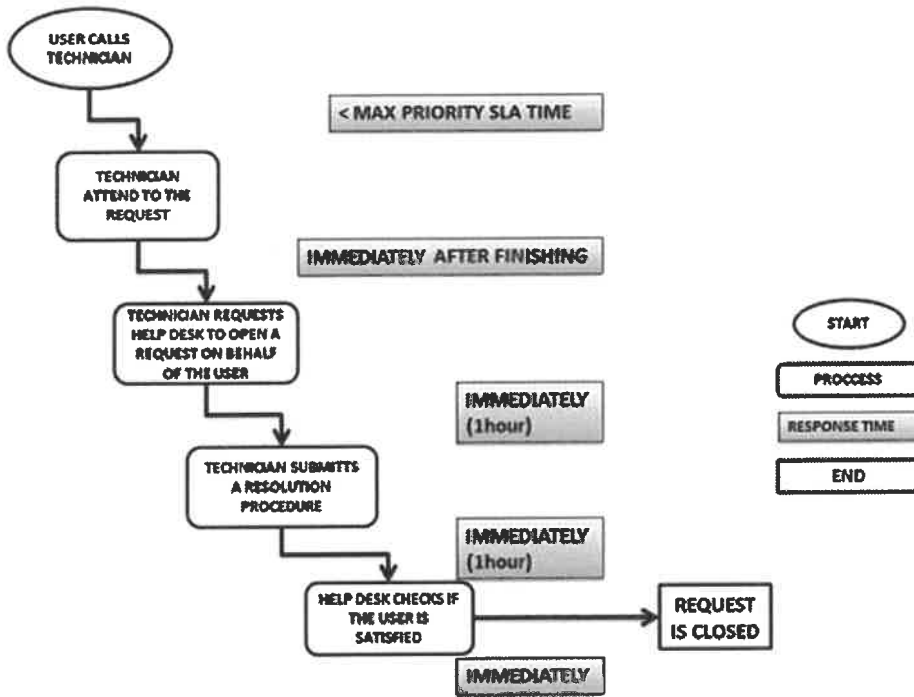 USER CALLS
TECHNICIAN
< MAX PRIORITY SLA TIME
TECHNICIAN
ATTEND TO THE
REQUEST
IMMEDIATELY AFTER FINISHING
TECHNICIAN REQUESTS
HELP DESK TO OPEN A
REQUEST ON BEHALF
OF THE USER
START
PROCCESS
RESPONSE TIME
END
IMMEDIATELY
(1hour)
TECHNICIAN SUBMITTS
A RESOLUTION
PROCEDURE
IMMEDIATELY
(1hour)
HELP DESK CHECKS IF
THE USER IS
SATISFIED
REQUEST
IS CLOSED
IMMEDIATELY